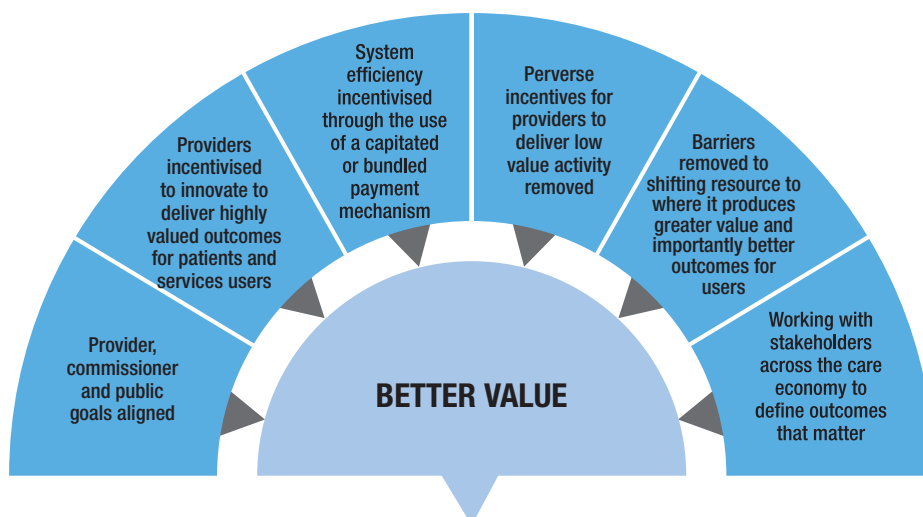 Provider,
commissioner
and public
goals aligned
Providers
incentivised
to innovate to
deliver highly
valued outcomes
for patients and
services users
System
efficiency
incentivised
through the use
of a capitated
or bundled
payment
mechanism
Perverse
incentives for
providers to
deliver low
value activity
removed
Barriers
removed to
shifting resource to
where it produces
greater value and
importantly better
outcomes for
users
Working with
stakeholders
across the care
economy to
define outcomes
that matter
BETTER VALUE